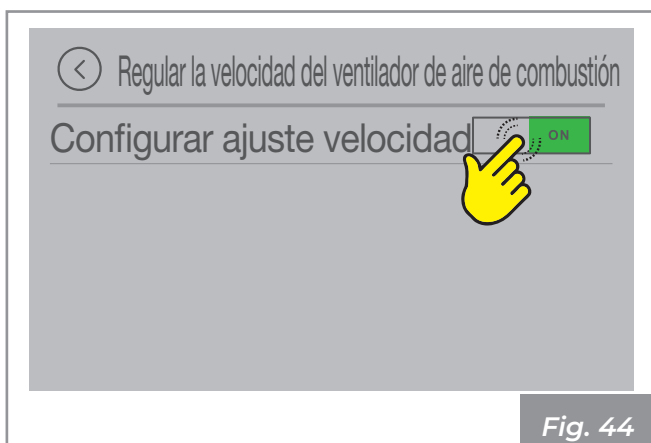 Regular la velocidad del ventilador de aire de combustión
Configurar ajuste velocidad ON
Fig. 44